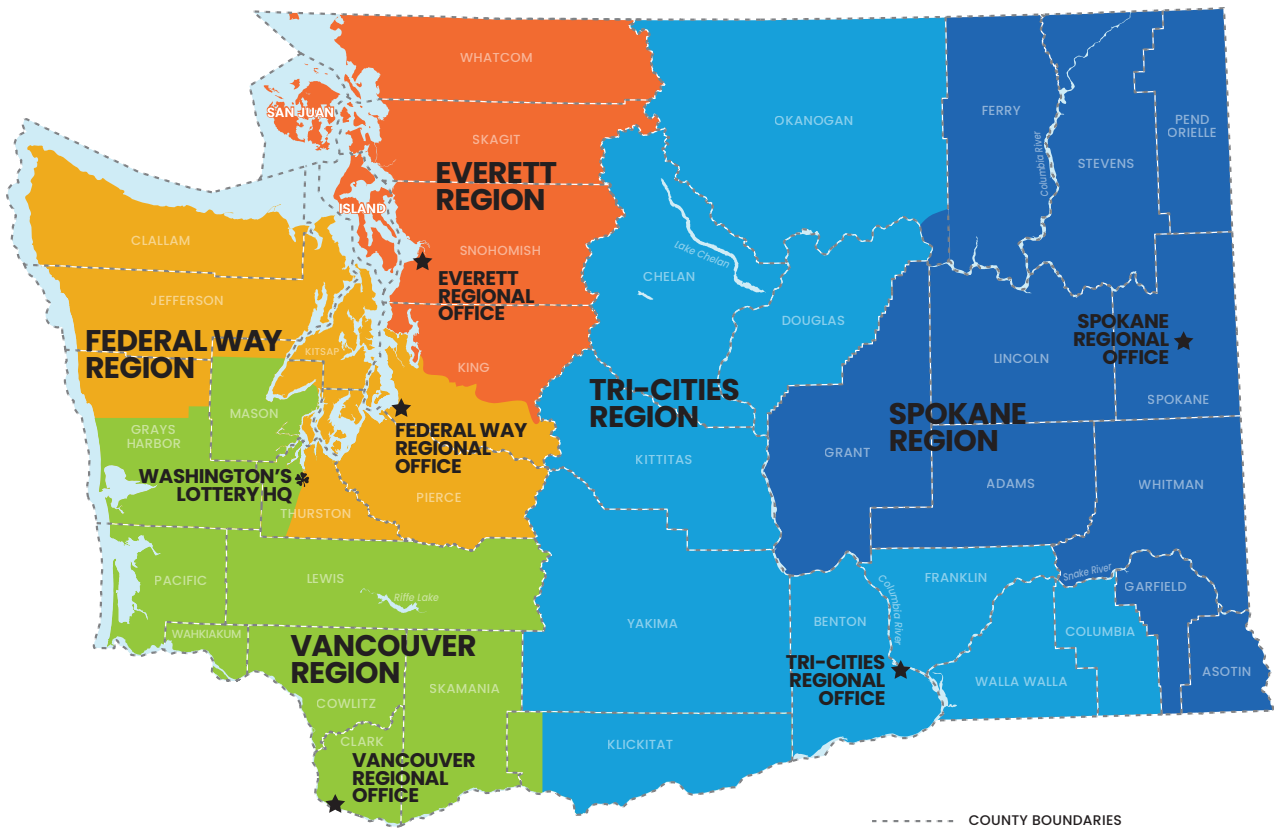 WHATCOM
SAN JUAN
SKAGIT
EVERETT
REGION
ISLAND
SNOHOMISH
EVERETT
REGIONAL
OFFICE
KING
CLALLAM
JEFFERSON
FEDERAL WAY
REGION
KITSAP
MASON
GRAYS
HARBOR
FEDERAL WAY
REGIONAL
OFFICE
WASHINGTON'S
LOTTERY HQ
PIERCE
THURSTON
PACIFIC
LEWIS
Riffe Lake
WAHKIAKUM
VANCOUVER
REGION
SKAMANIA
COWLITZ
CLARK
VANCOUVER
REGIONAL
OFFICE
OKANOGAN
Lake Chelan
CHELAN
DOUGLAS
TRI-CITIES
REGION
KITTITAS
YAKIMA
KLICKITAT
BENTON
Columbia River
FRANKLIN
TRI-CITIES
REGIONAL
OFFICE
WALLA WALLA
COLUMBIA
FERRY
Columbia River
STEVENS
PEND
ORIELLE
SPOKANE
REGIONAL
OFFICE
LINCOLN
SPOKANE
SPOKANE
REGION
GRANT
ADAMS
WHITMAN
Snake River
GARFIELD
ASOTIN
COUNTY BOUNDARIES